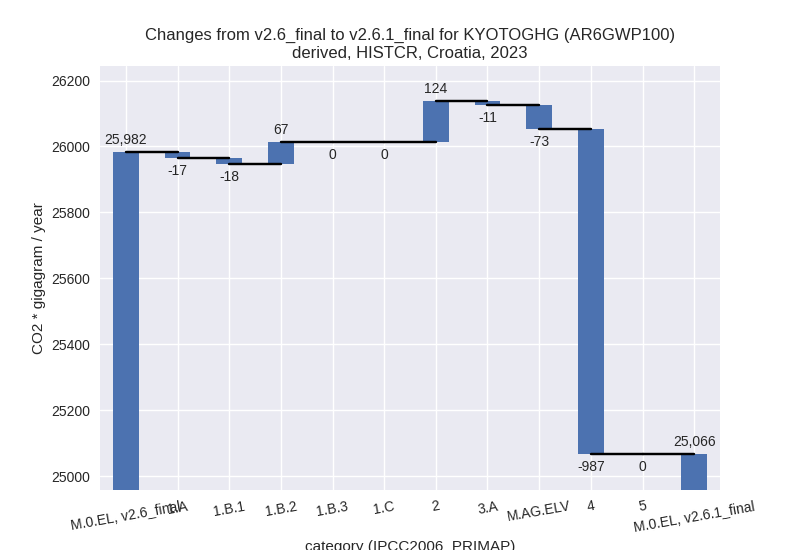 Changes from v2.6_final to v2.6.1_final for KYOTOGHG (AR6GWP100)
derived, HISTCR, Croatia, 2023
CO2 * gigagram / year
26200
26000
25800
25600
25400
25200
25000
25,982
-17
-18
67
0
0
124
-11
-73
-987
0
25,066
M.0.EL, v2.6_final
1.A
1.B.1
1.B.2
1.B.3
1.C
2
3.A
M.AG.ELV
4
5
M.0.EL, v2.6.1_final
category (IPCC2006_PRIMAP)